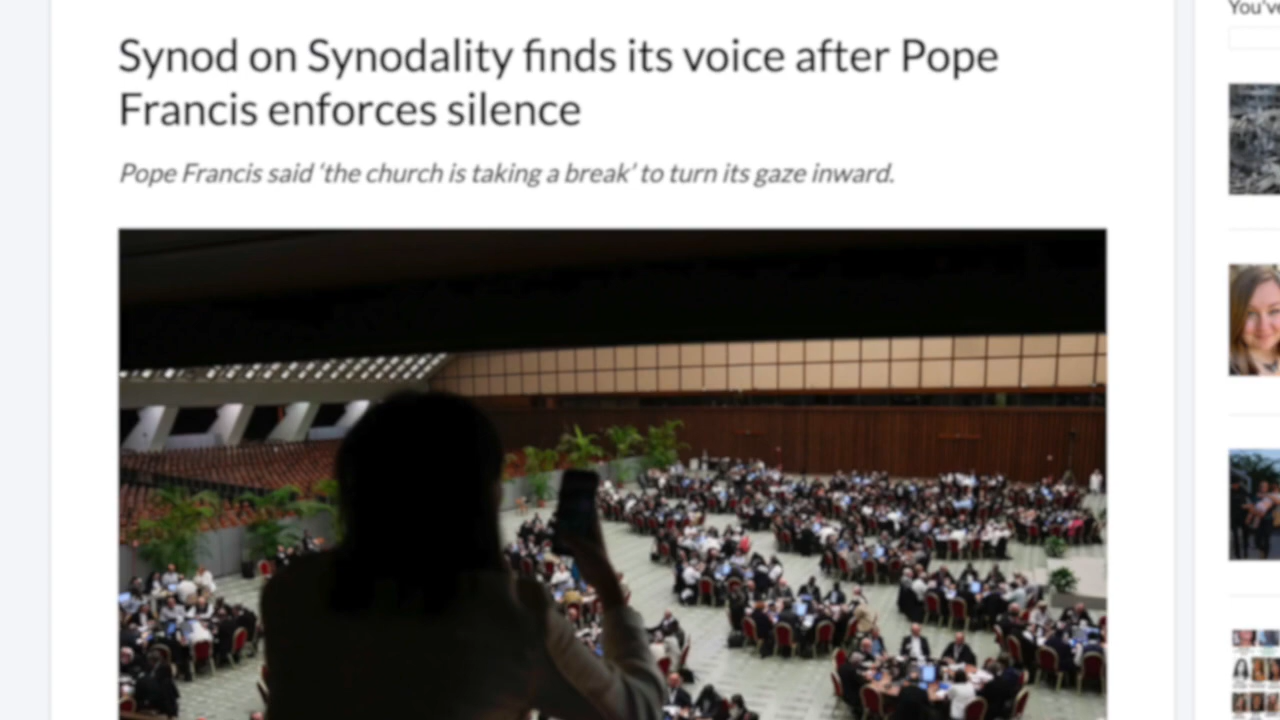 Synod on Synodality finds its voice after Pope
Francis enforces silence
Pope Francis said ‘the church is taking a break’ to turn its gaze inward.